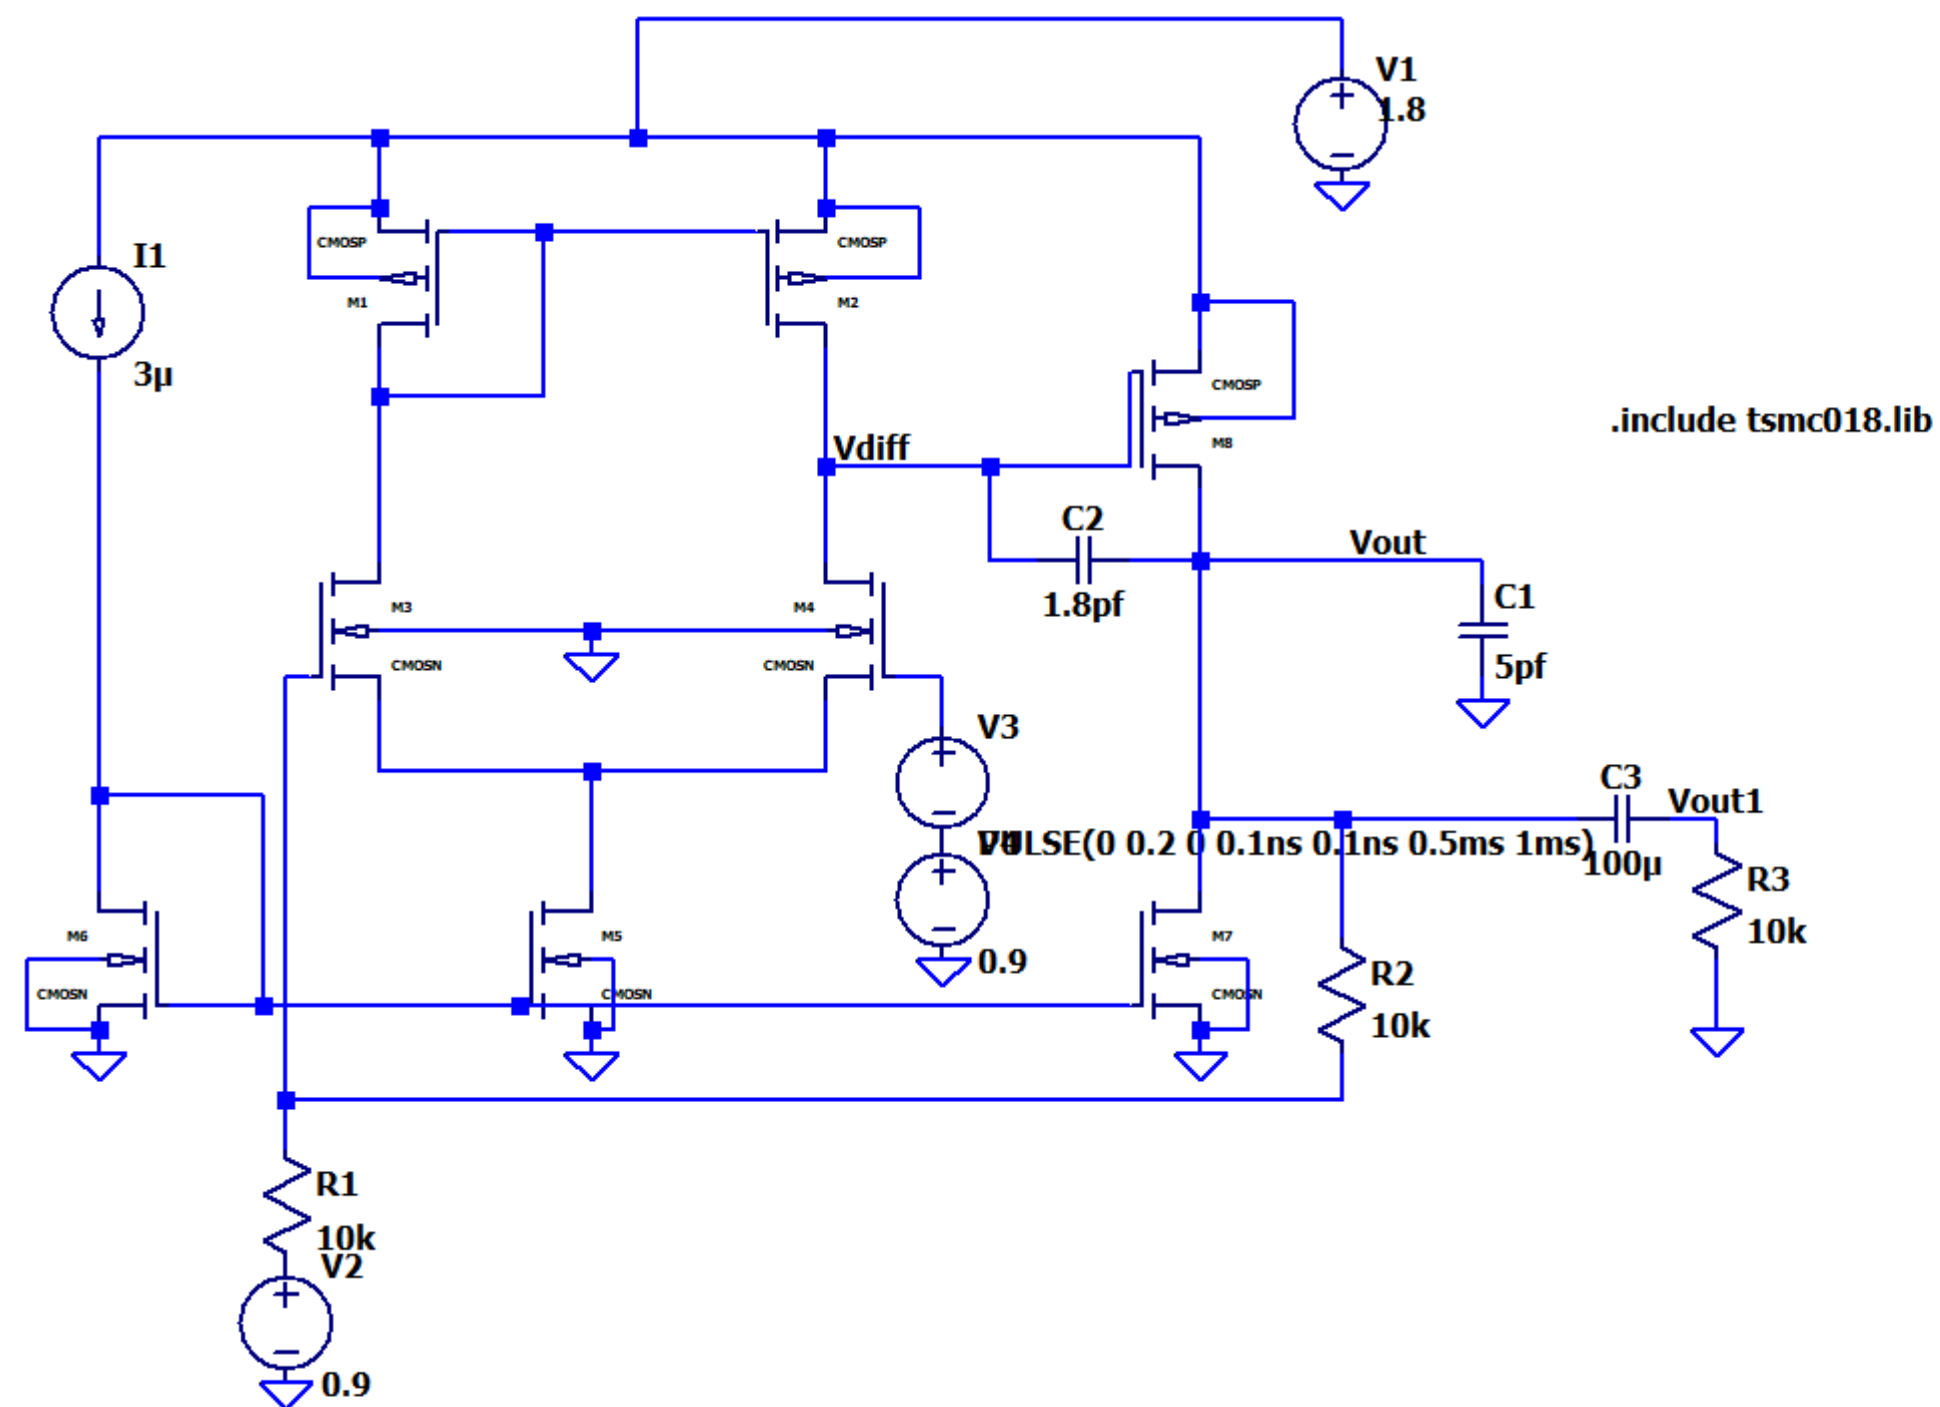 V1
1.8
CMOSP
M1
CMOSP
M2
I1
3µ
CMOSP
M8
.include tsmc018.lib
Vdiff
C2
1.8pf
Vout
C1
5pf
M3
CMOSN
M4
CMOSN
V3
PULSE(0 0.2 0 0.1ns 0.1ns 0.5ms 1ms)
V4
0.9
C3
100µ
Vout1
R3
10k
M6
CMOSN
M5
CMOSN
M7
CMOSN
R2
10k
R1
10k
V2
0.9